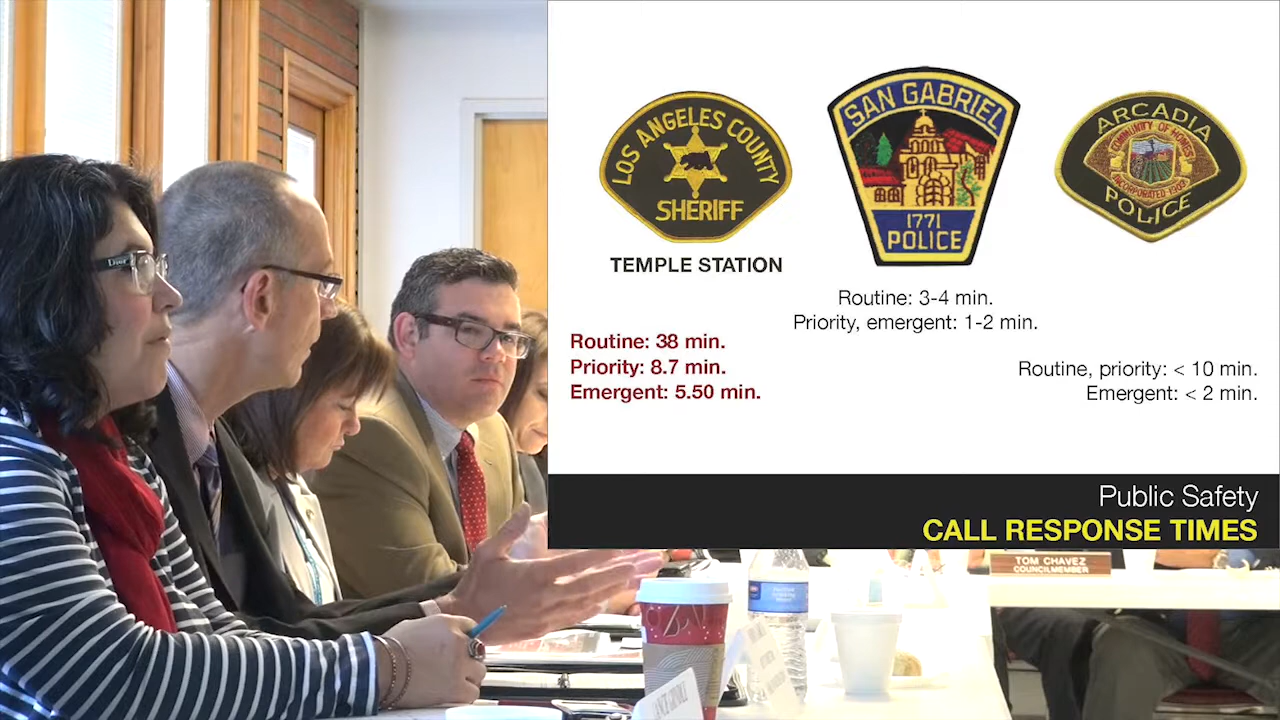 LOS ANGELES COUNTY
SHERIFF
TEMPLE STATION
Routine: 38 min.
Priority: 8.7 min.
Emergent: 5.50 min.
SAN GABRIEL
1771
POLICE
Routine: 3-4 min.
Priority, emergent: 1-2 min.
ARCADIA
COMMUNITY OF HOMES
INCORPORATED 1903
POLICE
Routine, priority: < 10 min.
Emergent: < 2 min.
Public Safety
CALL RESPONSE TIMES
TOM CHAVEZ
COUNCILMEMBER